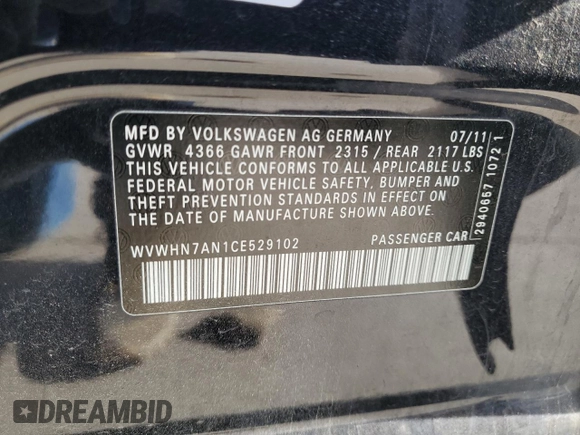 MFD BY VOLKSWAGEN AG GERMANY 07/11
GVWR 4366 GAWR FRONT 2315 / REAR 2117 LBS
THIS VEHICLE CONFORMS TO ALL APPLICABLE U.S.
FEDERAL MOTOR VEHICLE SAFETY, BUMPER AND
THEFT PREVENTION STANDARDS IN EFFECT ON
THE DATE OF MANUFACTURE SHOWN ABOVE.
WVWHN7AN1CE529102 PASSENGER CAR
2940657 1072 1
DREAMBID